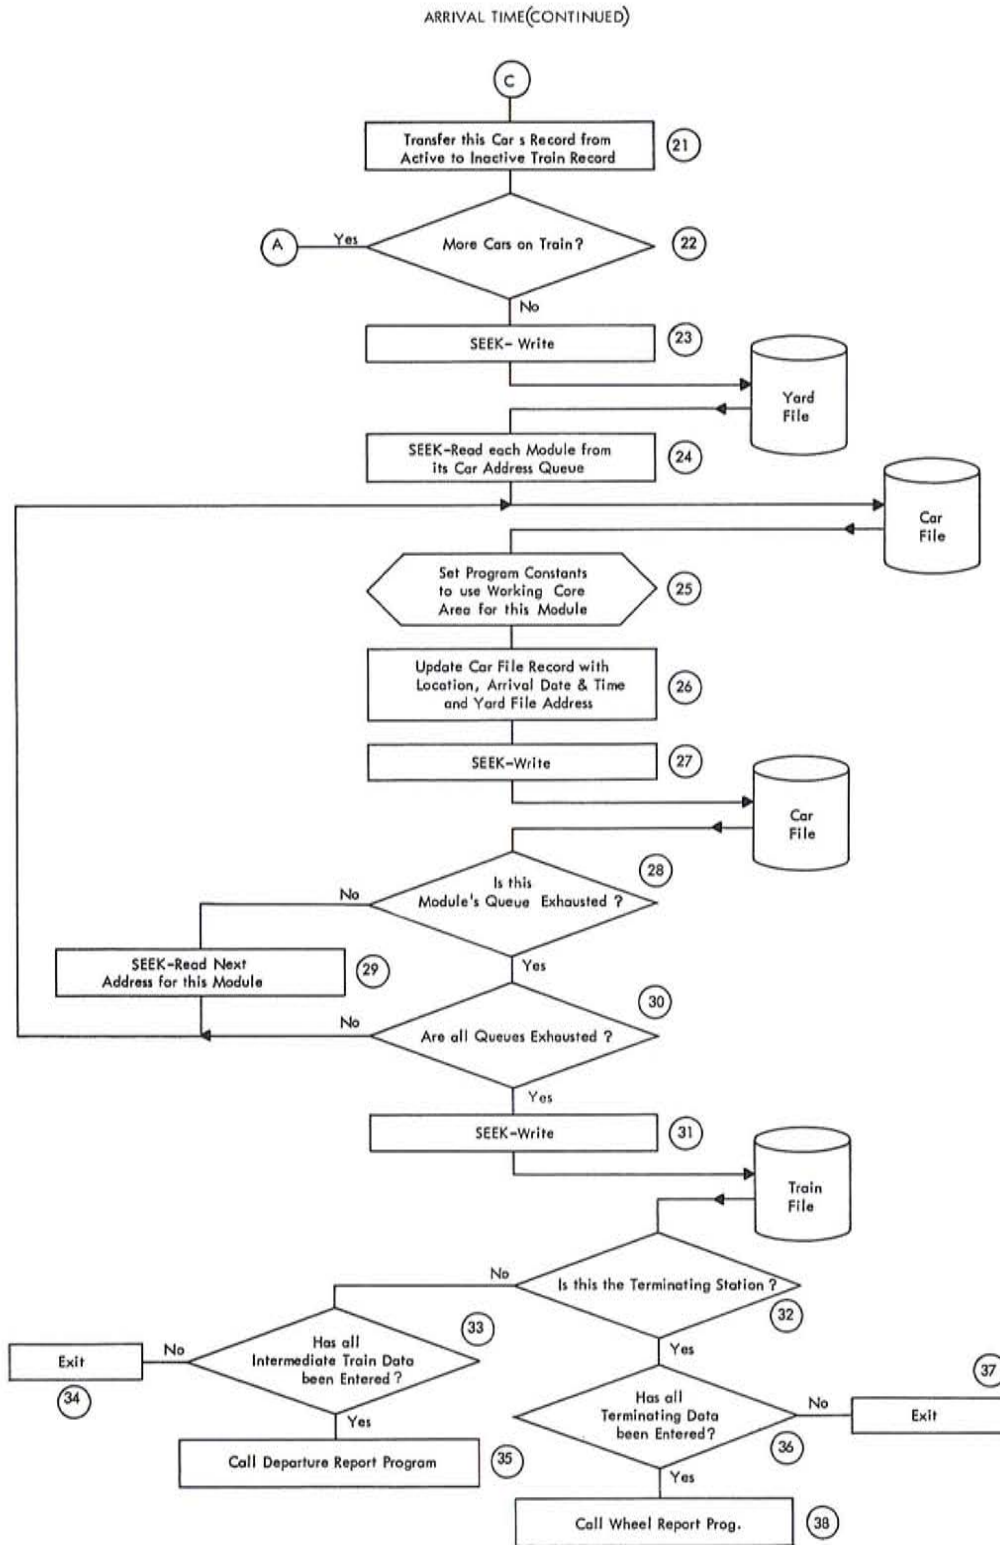 ARRIVAL TIME(CONTINUED)
C
Transfer this Car s Record from
Active to Inactive Train Record
21
A
Yes
More Cars on Train ?
22
No
SEEK- Write
23
Yard
File
SEEK-Read each Module from
its Car Address Queue
24
Car
File
Set Program Constants
to use Working Core
Area for this Module
25
Update Car File Record with
Location, Arrival Date & Time
and Yard File Address
26
SEEK-Write
27
Car
File
28
Is this
Module's Queue Exhausted ?
No
SEEK-Read Next
Address for this Module
29
Yes
30
No
Are all Queues Exhausted ?
Yes
SEEK-Write
31
Train
File
No
Is this the Terminating Station ?
32
33
Has all
Intermediate Train Data
been Entered ?
No
Exit
34
Yes
Yes
37
Has all
Terminating Data
been Entered?
No
Exit
36
Call Departure Report Program
35
Yes
Call Wheel Report Prog.
38